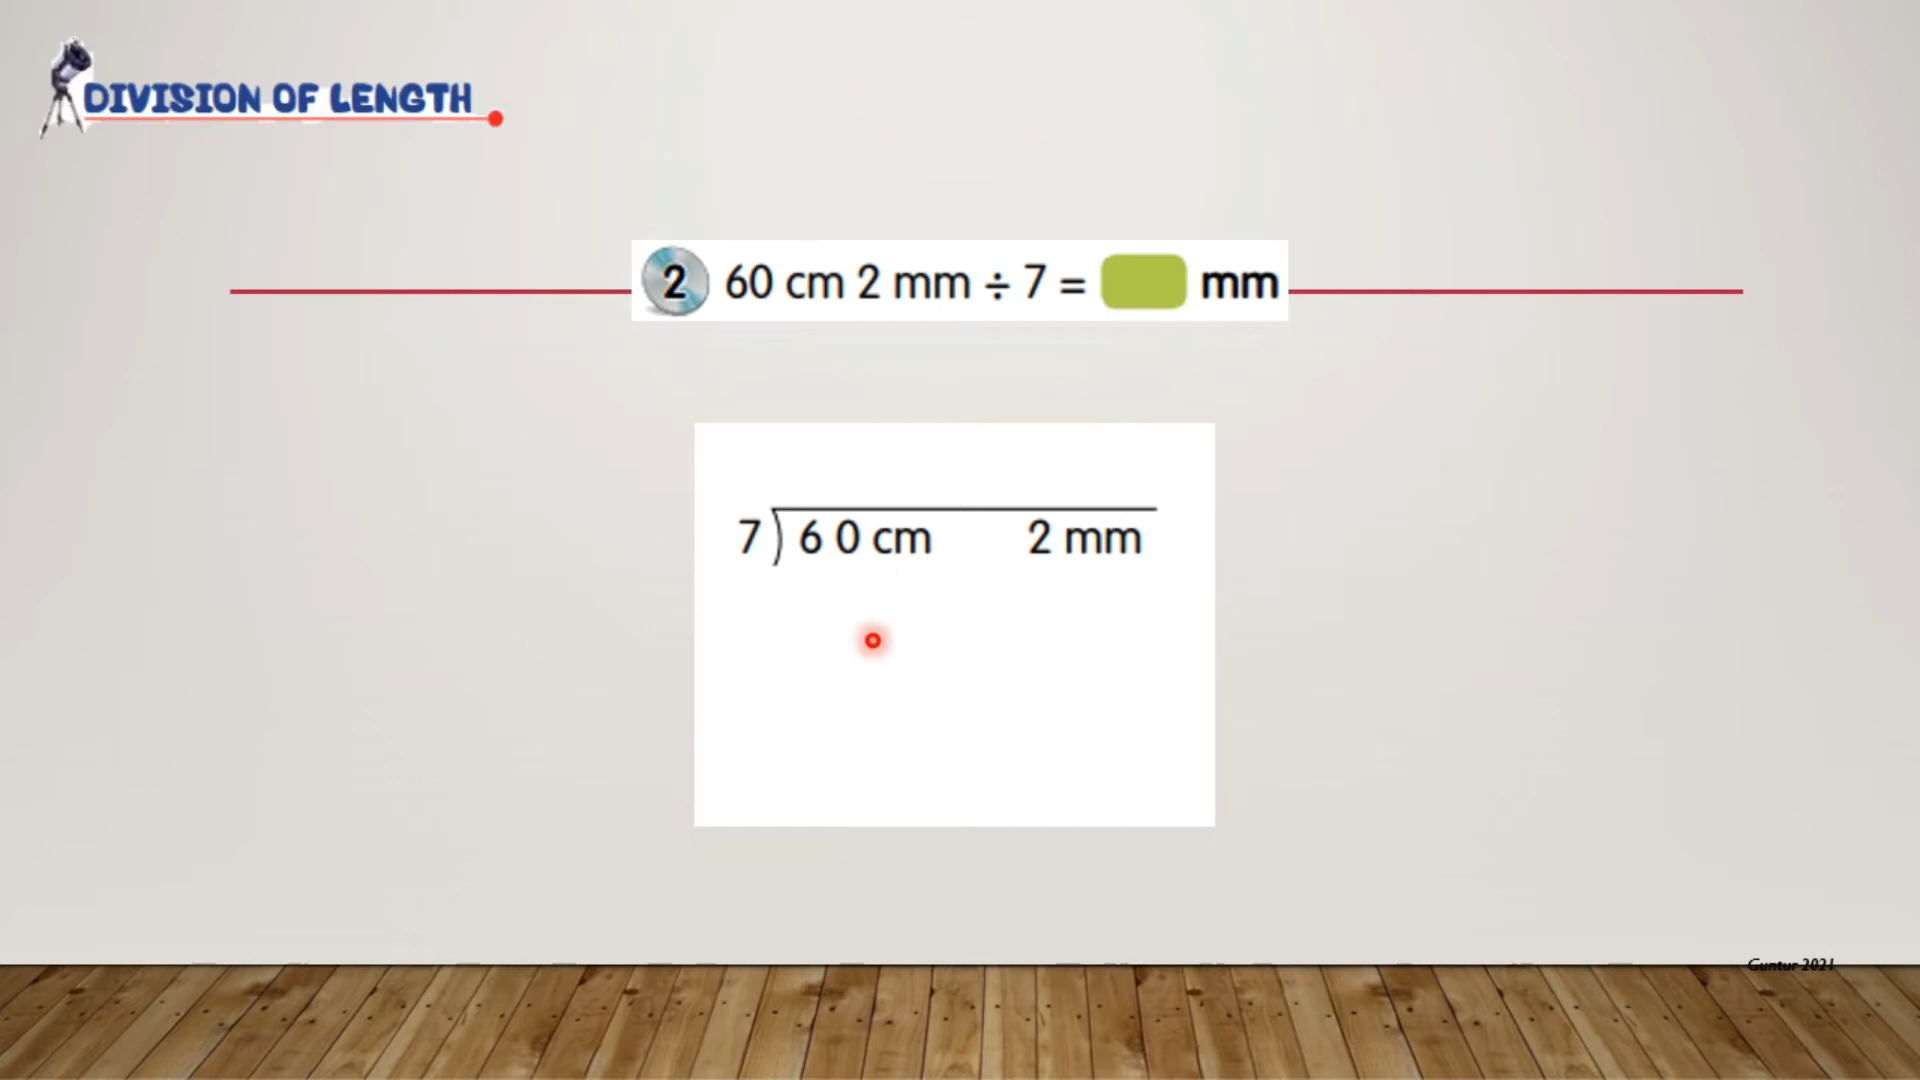 DIVISION OF LENGTH
2 60 cm 2 mm ÷ 7 = mm
7 ) 6 0 cm 2 mm
Guntur 2021